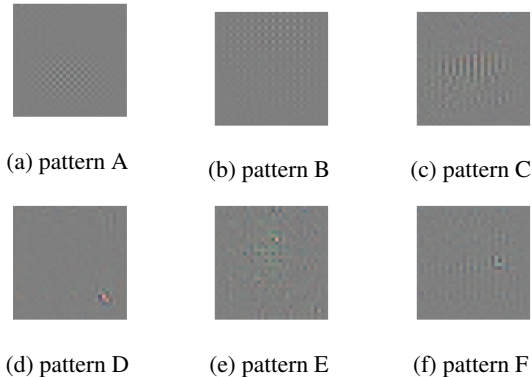 (a) pattern A
(b) pattern B
(c) pattern C
(d) pattern D
(e) pattern E
(f) pattern F